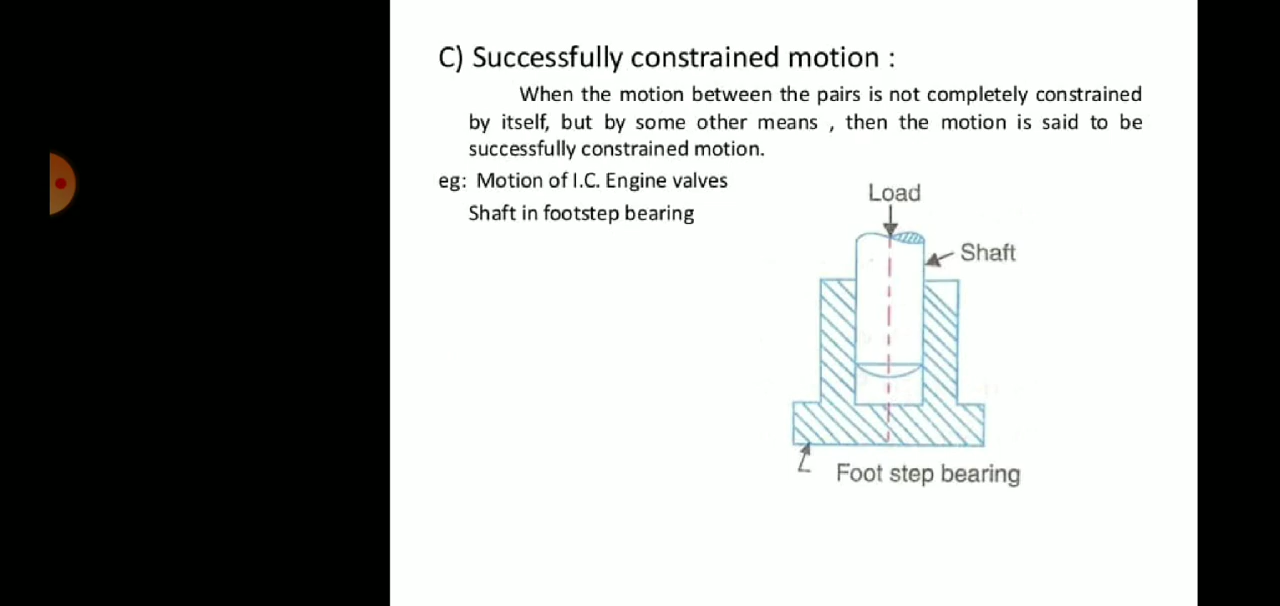 C) Successfully constrained motion :
When the motion between the pairs is not completely constrained
by itself, but by some other means , then the motion is said to be
successfully constrained motion.
eg: Motion of I.C. Engine valves
Shaft in footstep bearing
Load
Shaft
Foot step bearing